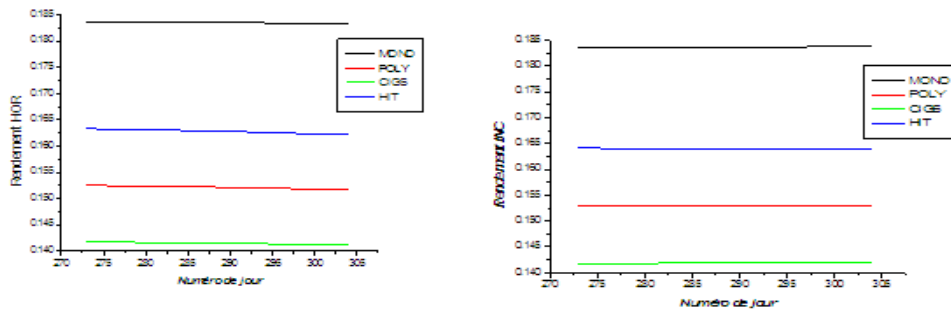 0.185
0.180
0.175
0.170
0.165
0.160
0.155
0.150
0.145
0.140
Rendement HOR
MONO
POLY
CIGS
HIT
270 275 280 285 290 295 300 305
Numéro de jour
0.185
0.180
0.175
0.170
0.165
0.160
0.155
0.150
0.145
0.140
Rendement INC
MONO
POLY
CIGS
HIT
270 275 280 285 290 295 300 305
Numéro de jour